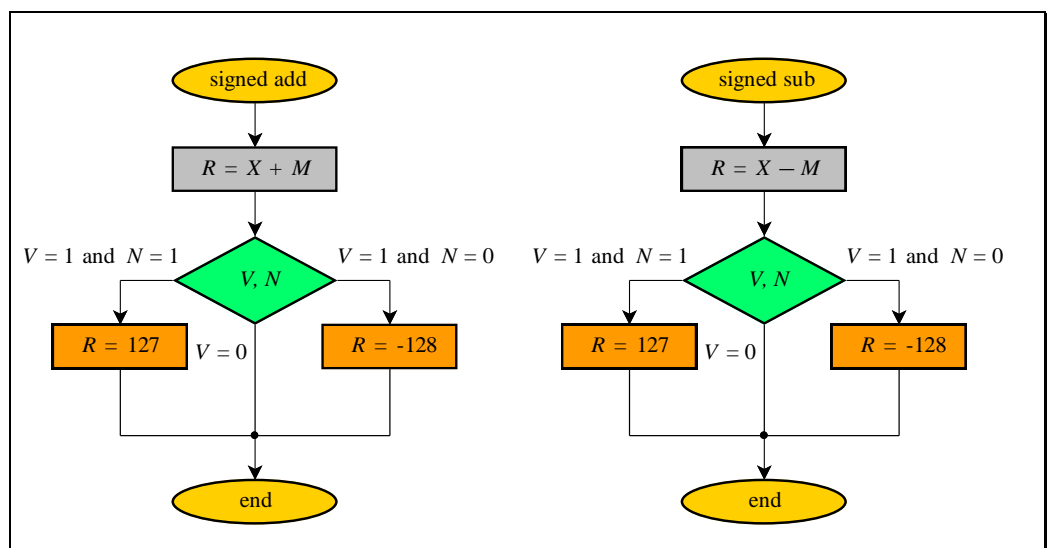 signed add
R = X + M
V = 1 and N = 1
V = 1 and N = 0
V, N
R = 127
V = 0
R = -128
end
signed sub
R = X − M
V = 1 and N = 1
V = 1 and N = 0
V, N
R = 127
V = 0
R = -128
end